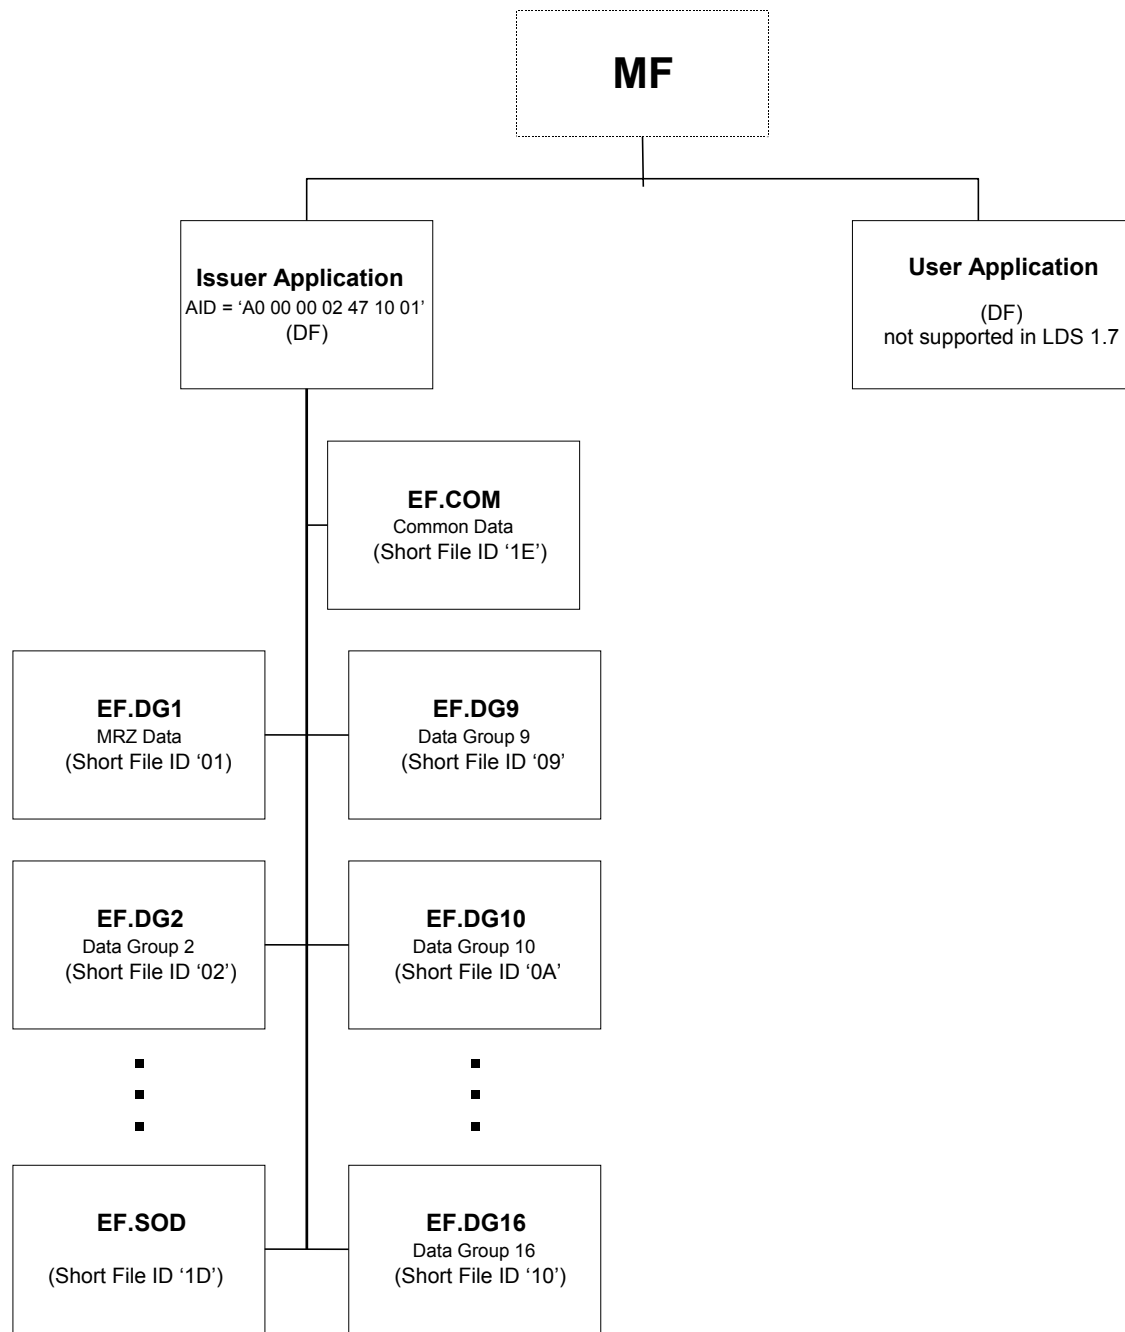 MF
Issuer Application
AID = ‘A0 00 00 02 47 10 01’
(DF)
User Application
(DF)
not supported in LDS 1.7
EF.COM
Common Data
(Short File ID ‘1E’)
EF.DG1
MRZ Data
(Short File ID ‘01)
EF.DG9
Data Group 9
(Short File ID ‘09’
EF.DG2
Data Group 2
(Short File ID ‘02’)
EF.DG10
Data Group 10
(Short File ID ‘0A’
EF.SOD
(Short File ID ‘1D’)
EF.DG16
Data Group 16
(Short File ID ‘10’)